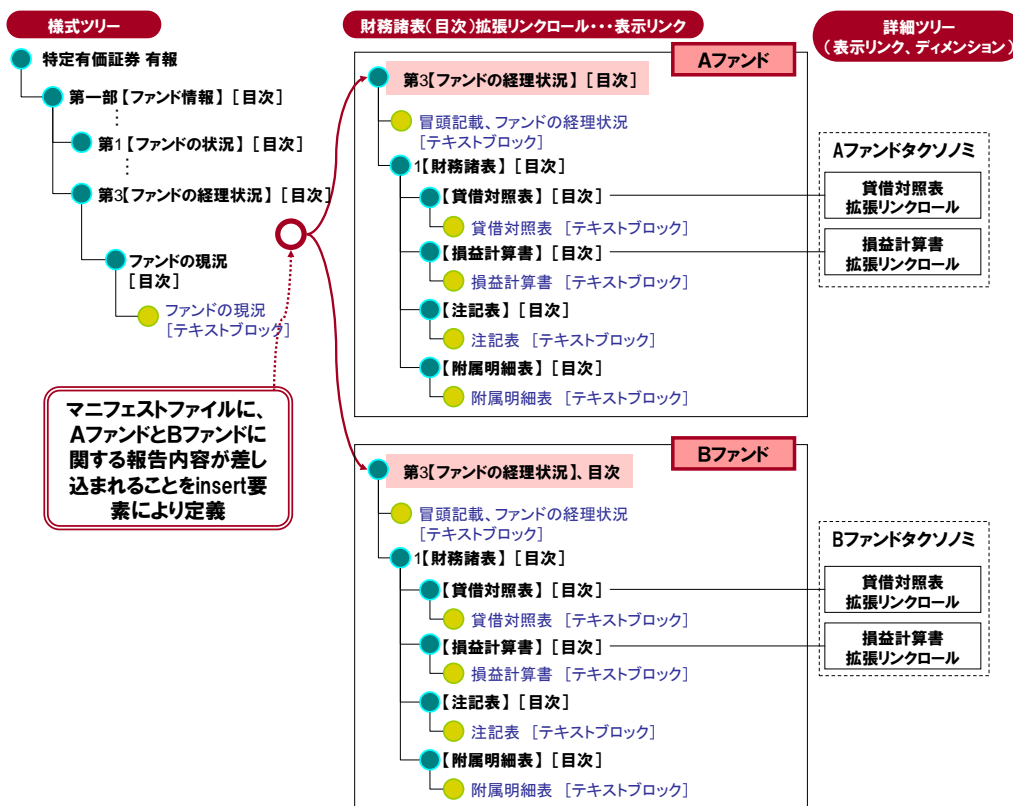 様式ツリー
特定有価証券 有報
第一部【ファンド情報】 [目次]
⋮
第1【ファンドの状況】 [目次]
⋮
第3【ファンドの経理状況】 [目次]
ファンドの現況
[目次]
ファンドの現況
[テキストブロック]
マニフェストファイルに、
AファンドとBファンドに
関する報告内容が差し
込まれることをinsert要
素により定義
財務諸表(目次)拡張リンクロール・・・表示リンク
Aファンド
第3【ファンドの経理状況】 [目次]
冒頭記載、ファンドの経理状況
[テキストブロック]
1【財務諸表】 [目次]
【貸借対照表】 [目次]
貸借対照表 [テキストブロック]
【損益計算書】 [目次]
損益計算書 [テキストブロック]
【注記表】 [目次]
注記表 [テキストブロック]
【附属明細表】 [目次]
附属明細表 [テキストブロック]
Bファンド
第3【ファンドの経理状況】、目次
冒頭記載、ファンドの経理状況
[テキストブロック]
1【財務諸表】 [目次]
【貸借対照表】 [目次]
貸借対照表 [テキストブロック]
【損益計算書】 [目次]
損益計算書 [テキストブロック]
【注記表】 [目次]
注記表 [テキストブロック]
【附属明細表】 [目次]
附属明細表 [テキストブロック]
詳細ツリー
(表示リンク、ディメンション)
Aファンドタクソノミ
貸借対照表
拡張リンクロール
損益計算書
拡張リンクロール
Bファンドタクソノミ
貸借対照表
拡張リンクロール
損益計算書
拡張リンクロール